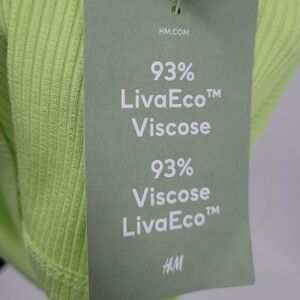 HM.COM
93%
LivaEco™
Viscose
93%
Viscose
LivaEco™
H&M